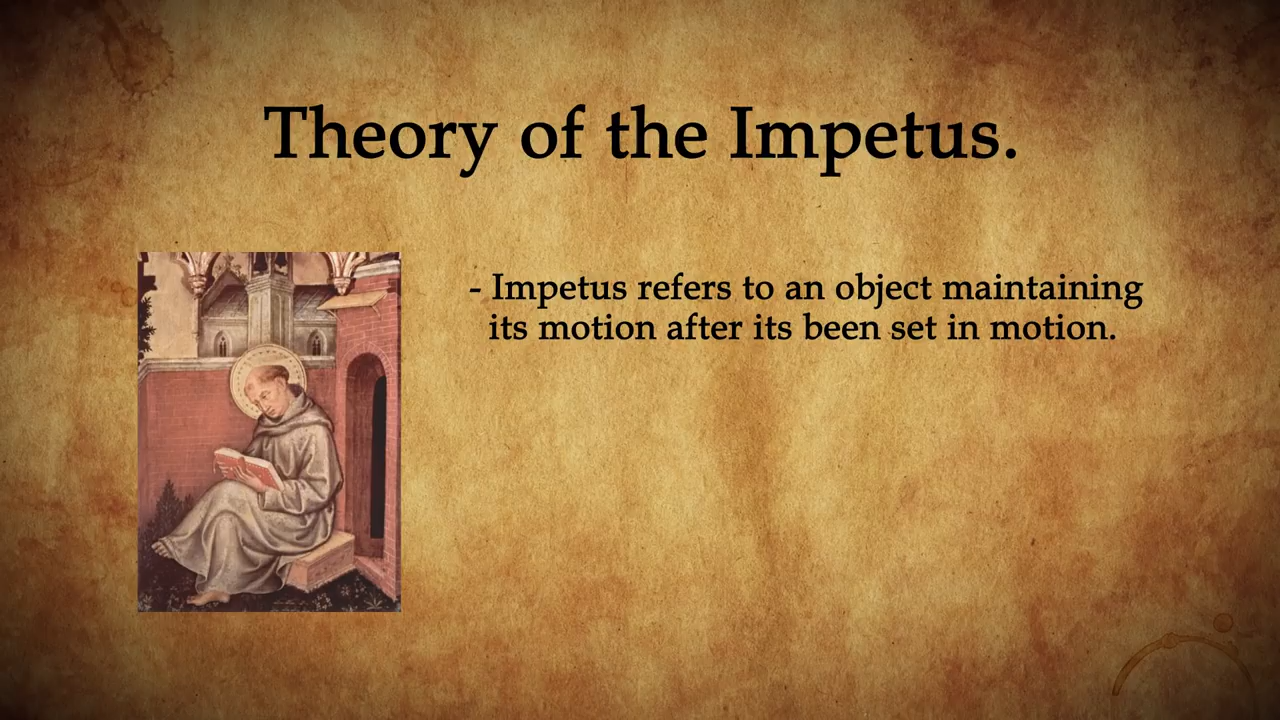 Theory of the Impetus.
- Impetus refers to an object maintaining
its motion after its been set in motion.